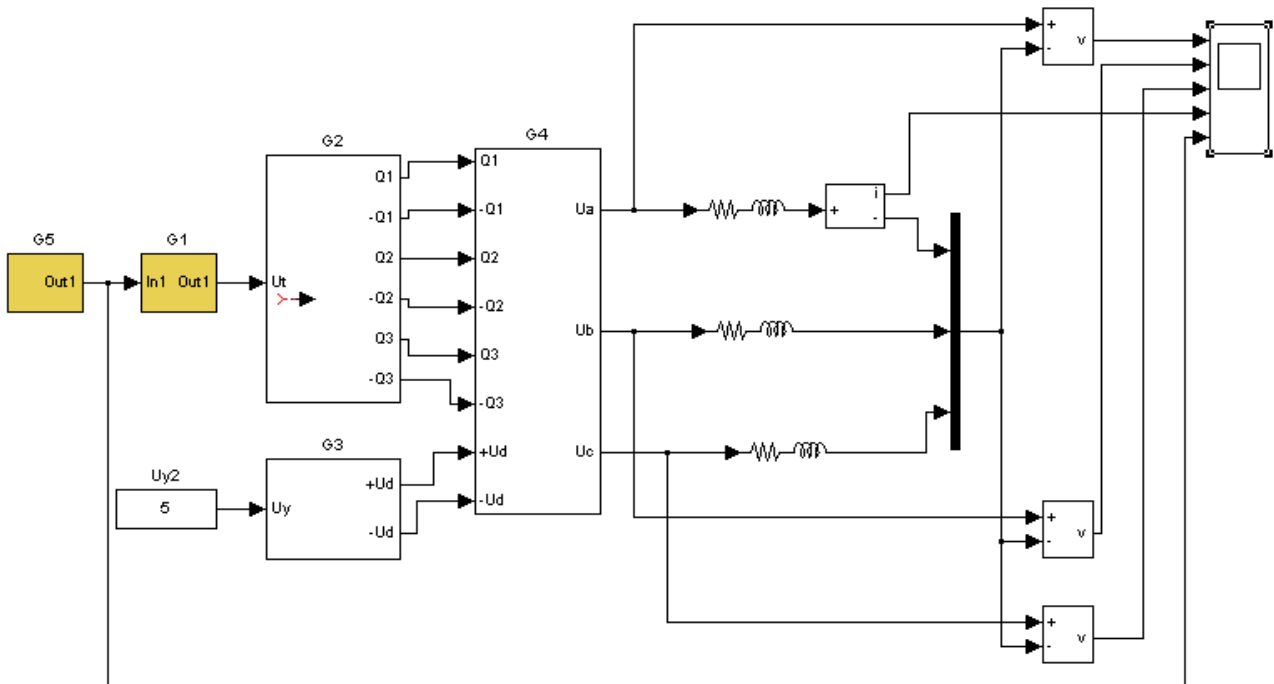 G5
Out1
G1
In1 Out1
G2
Ut
Q1
-Q1
Q2
-Q2
Q3
-Q3
Uy2
5
G3
Uy
+Ud
-Ud
G4
Q1
-Q1
Q2
-Q2
Q3
-Q3
+Ud
-Ud
Ua
Ub
Uc
+
i
-
+
-
v
+
-
v
+
-
v